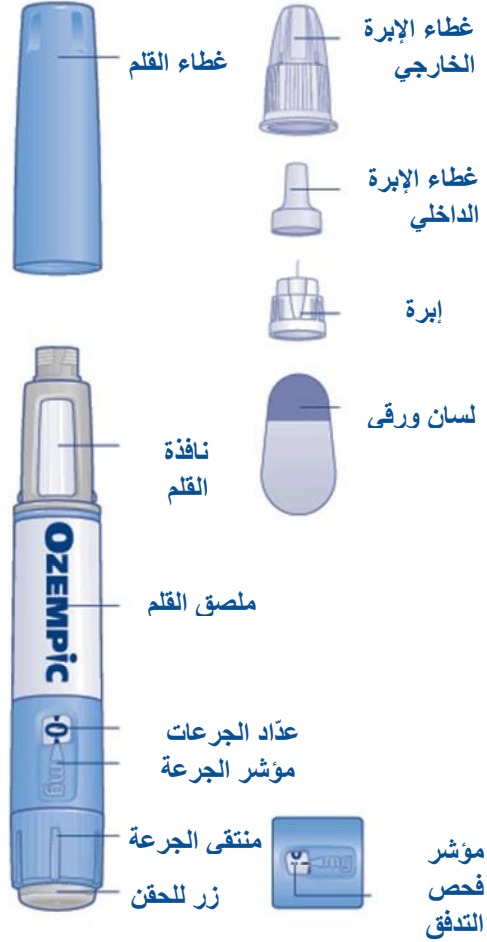 غطاء القلم
غطاء الإبرة
الخارجي
غطاء الإبرة
الداخلي
إبرة
لسان ورقي
نافذة
القلم
OZEMPIC
ملصق القلم
0
mg
عدّاد الجرعات
مؤشر الجرعة
منتقى الجرعة
زر للحقن
0
mg
مؤشر
فحص
التدفق